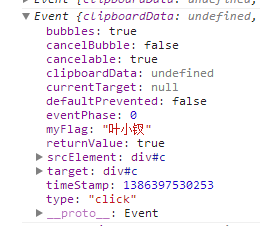 Event {clipboardData: undefined,
▼ Event {clipboardData: undefined,
bubbles: true
cancelBubble: false
cancelable: true
clipboardData: undefined
currentTarget: null
defaultPrevented: false
eventPhase: 0
myFlag: "叶小钗"
returnValue: true
▶ srcElement: div#c
▶ target: div#c
timeStamp: 1386397530253
type: "click"
▶ __proto__: Event